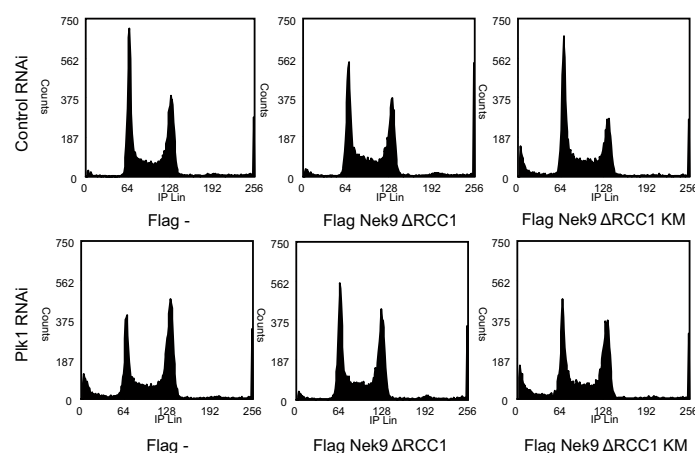 Control RNAi
750
562
375
187
0
Counts
0 64 128 192 256
IP Lin
Flag -
750
562
375
187
0
Counts
0 64 128 192 256
IP Lin
Flag Nek9 ΔRCC1
750
562
375
187
0
Counts
0 64 128 192 256
IP Lin
Flag Nek9 ΔRCC1 KM
Plk1 RNAi
750
562
375
187
0
Counts
0 64 128 192 256
IP Lin
Flag -
750
562
375
187
0
Counts
0 64 128 192 256
IP Lin
Flag Nek9 ΔRCC1
750
562
375
187
0
Counts
0 64 128 192 256
IP Lin
Flag Nek9 ΔRCC1 KM